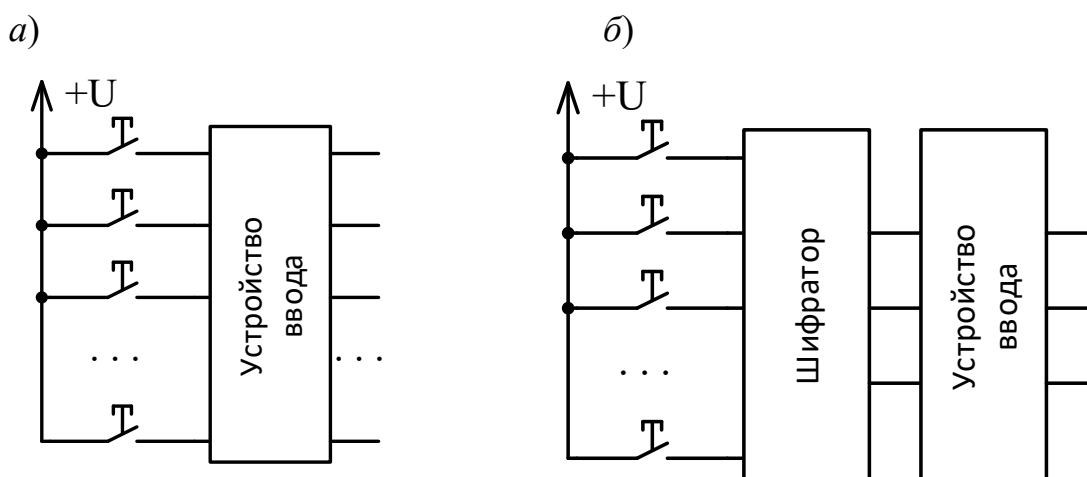 а) б)
+U +U
Устройство
ввода
Шифратор
Устройство
ввода
. . . . . . . . .